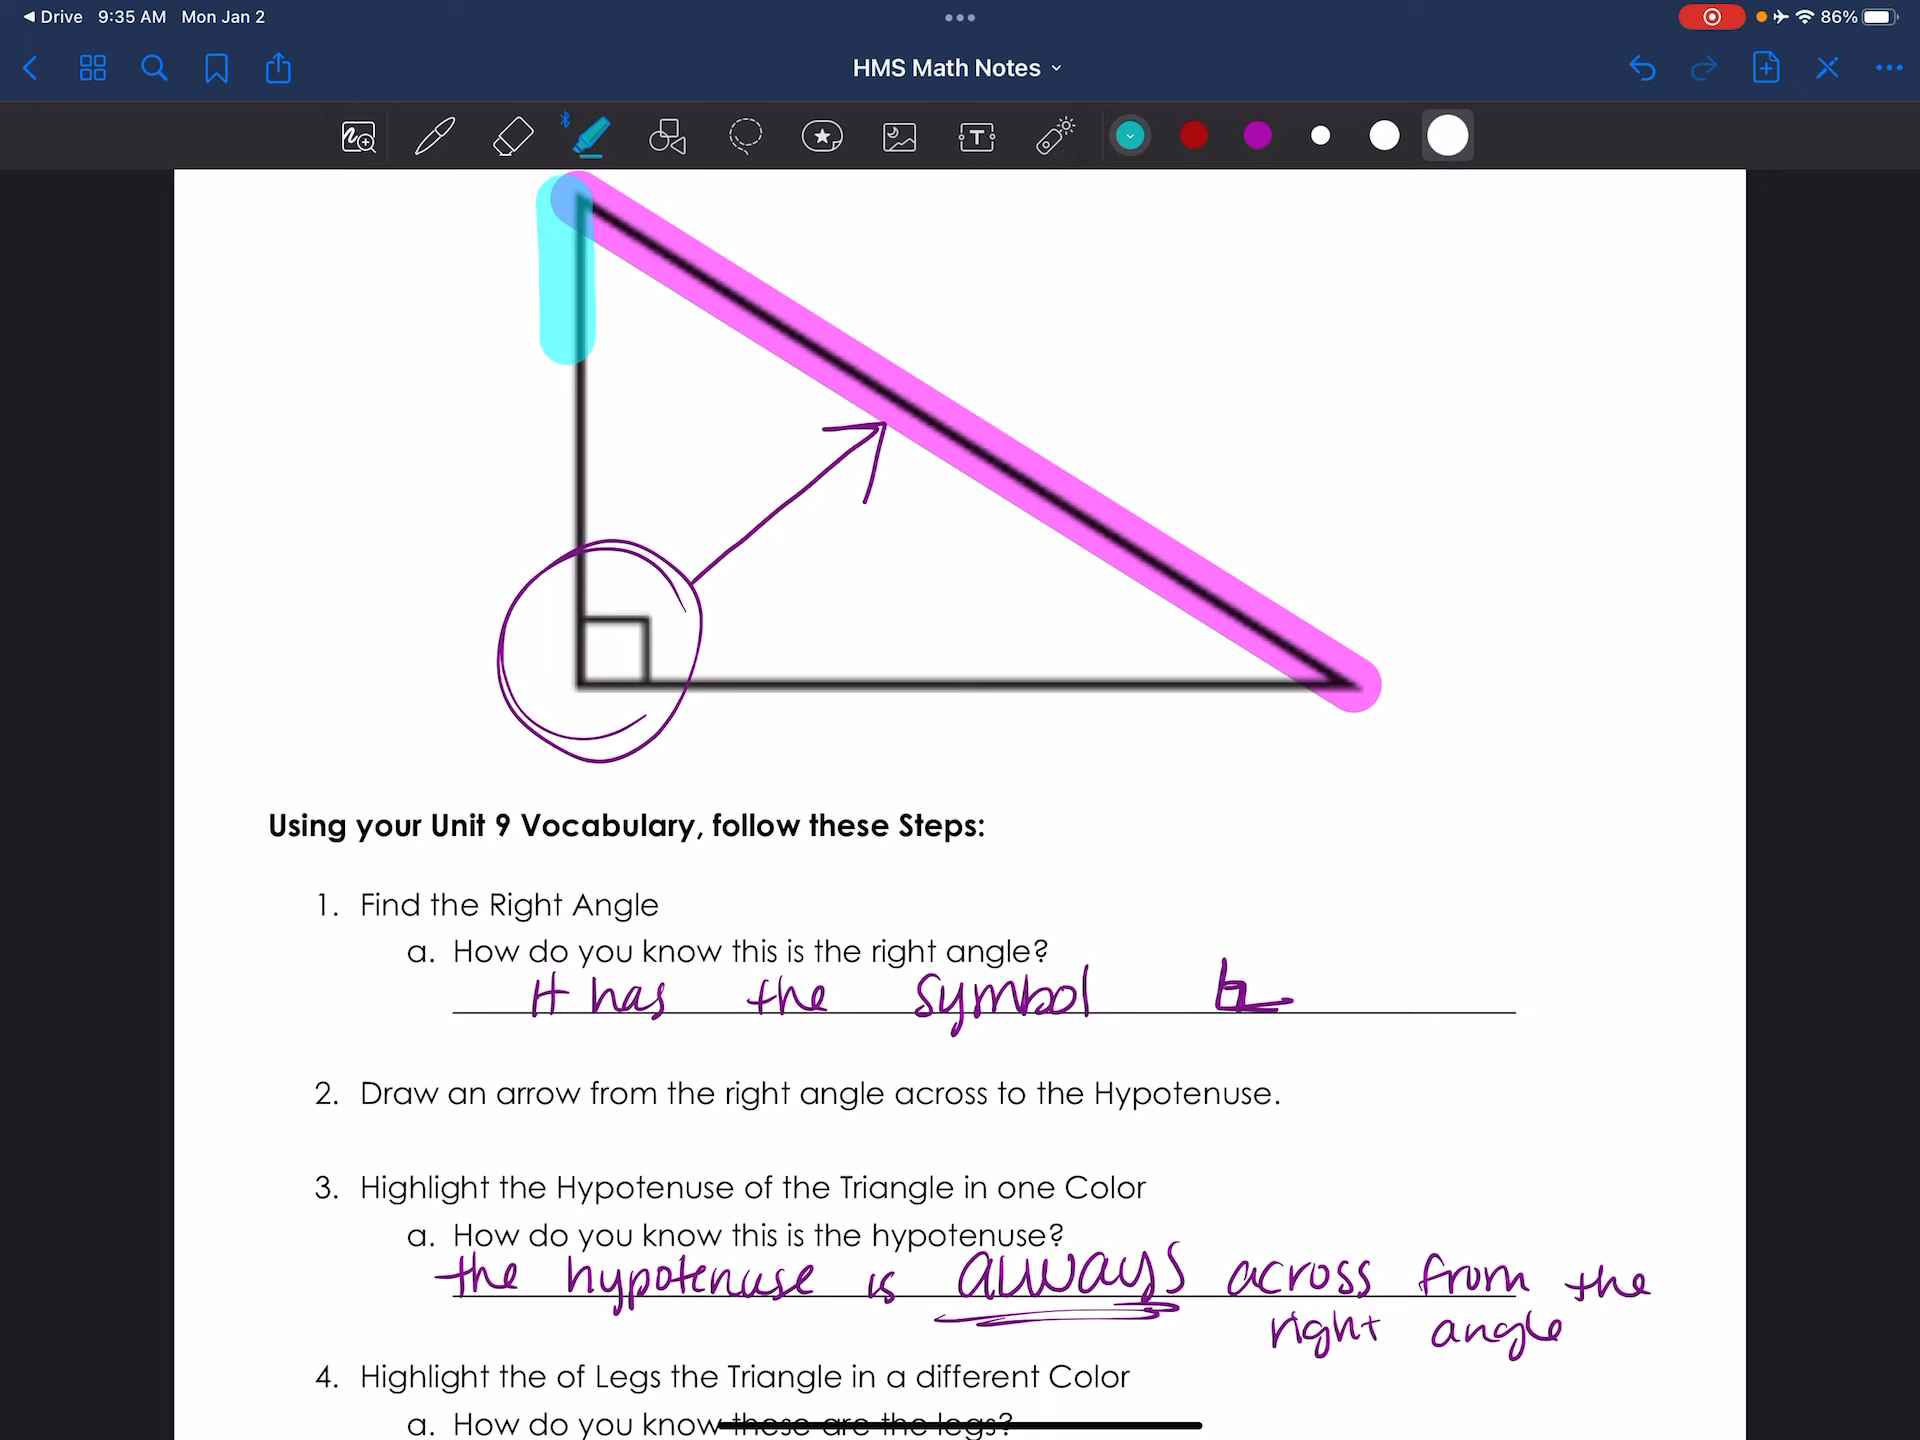 Drive 9:35 AM Mon Jan 2
86%
HMS Math Notes
T
Using your Unit 9 Vocabulary, follow these Steps:
1. Find the Right Angle
a. How do you know this is the right angle?
It has the symbol
2. Draw an arrow from the right angle across to the Hypotenuse.
3. Highlight the Hypotenuse of the Triangle in one Color
a. How do you know this is the hypotenuse?
the hypotenuse is always across from the
right angle
4. Highlight the of Legs the Triangle in a different Color
a. How do you know these are the legs?